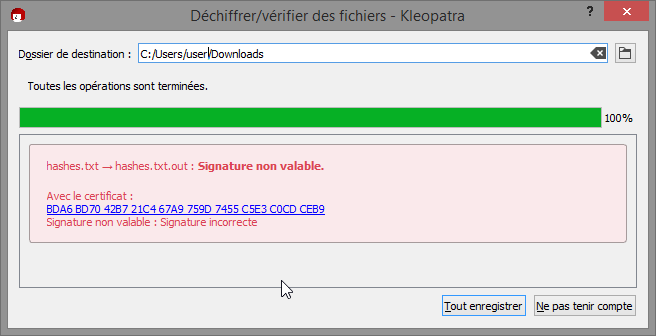 Déchiffrer/vérifier des fichiers - Kleopatra
?
Dossier de destination : C:/Users/user/Downloads
Toutes les opérations sont terminées.
100%
hashes.txt → hashes.txt.out : Signature non valable.
Avec le certificat :
BDA6 BD70 42B7 21C4 67A9 759D 7455 C5E3 C0CD CEB9
Signature non valable : Signature incorrecte
Tout enregistrer
Ne pas tenir compte